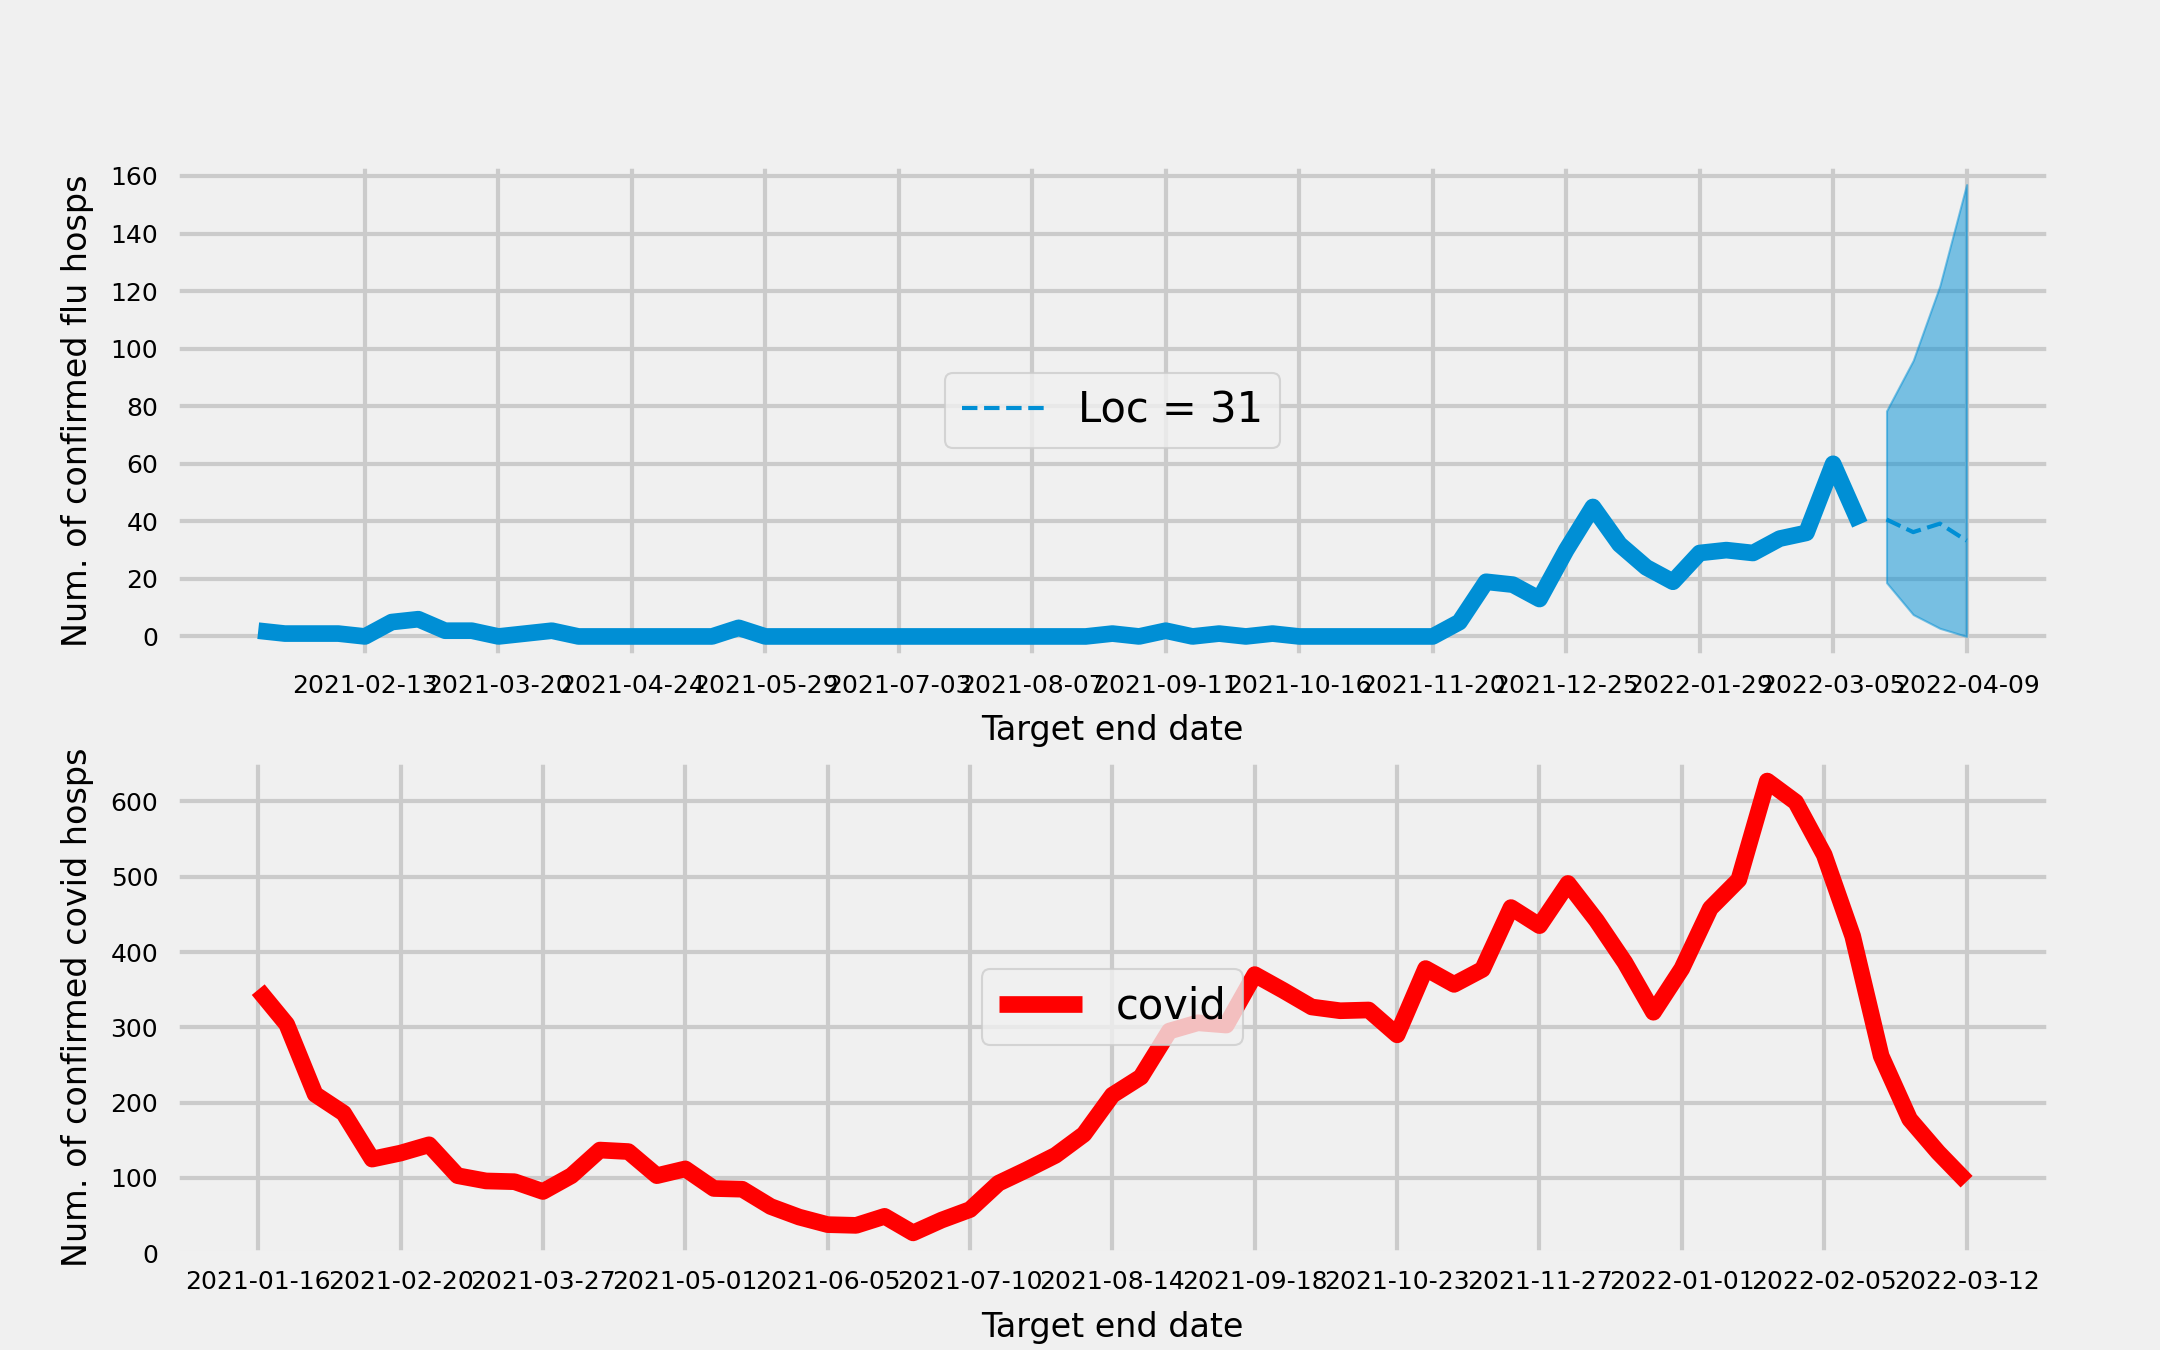 Num. of confirmed flu hosps
160
140
120
100
80
60
40
20
0
Loc = 31
2021-02-13 2021-03-20 2021-04-24 2021-05-29 2021-07-03 2021-08-07 2021-09-11 2021-10-16 2021-11-20 2021-12-25 2022-01-29 2022-03-05 2022-04-09
Target end date
Num. of confirmed covid hosps
600
500
400
300
200
100
0
covid
2021-01-16 2021-02-20 2021-03-27 2021-05-01 2021-06-05 2021-07-10 2021-08-14 2021-09-18 2021-10-23 2021-11-27 2022-01-01 2022-02-05 2022-03-12
Target end date